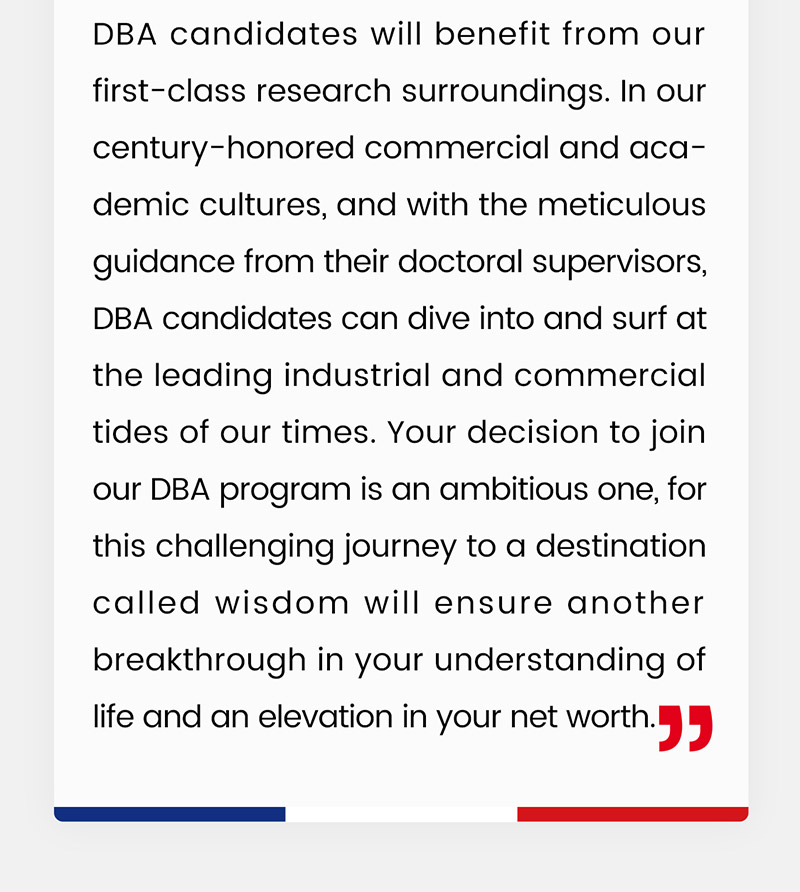 DBA candidates will benefit from our
first-class research surroundings. In our
century-honored commercial and aca-
demic cultures, and with the meticulous
guidance from their doctoral supervisors,
DBA candidates can dive into and surf at
the leading industrial and commercial
tides of our times. Your decision to join
our DBA program is an ambitious one, for
this challenging journey to a destination
called wisdom will ensure another
breakthrough in your understanding of
life and an elevation in your net worth.”